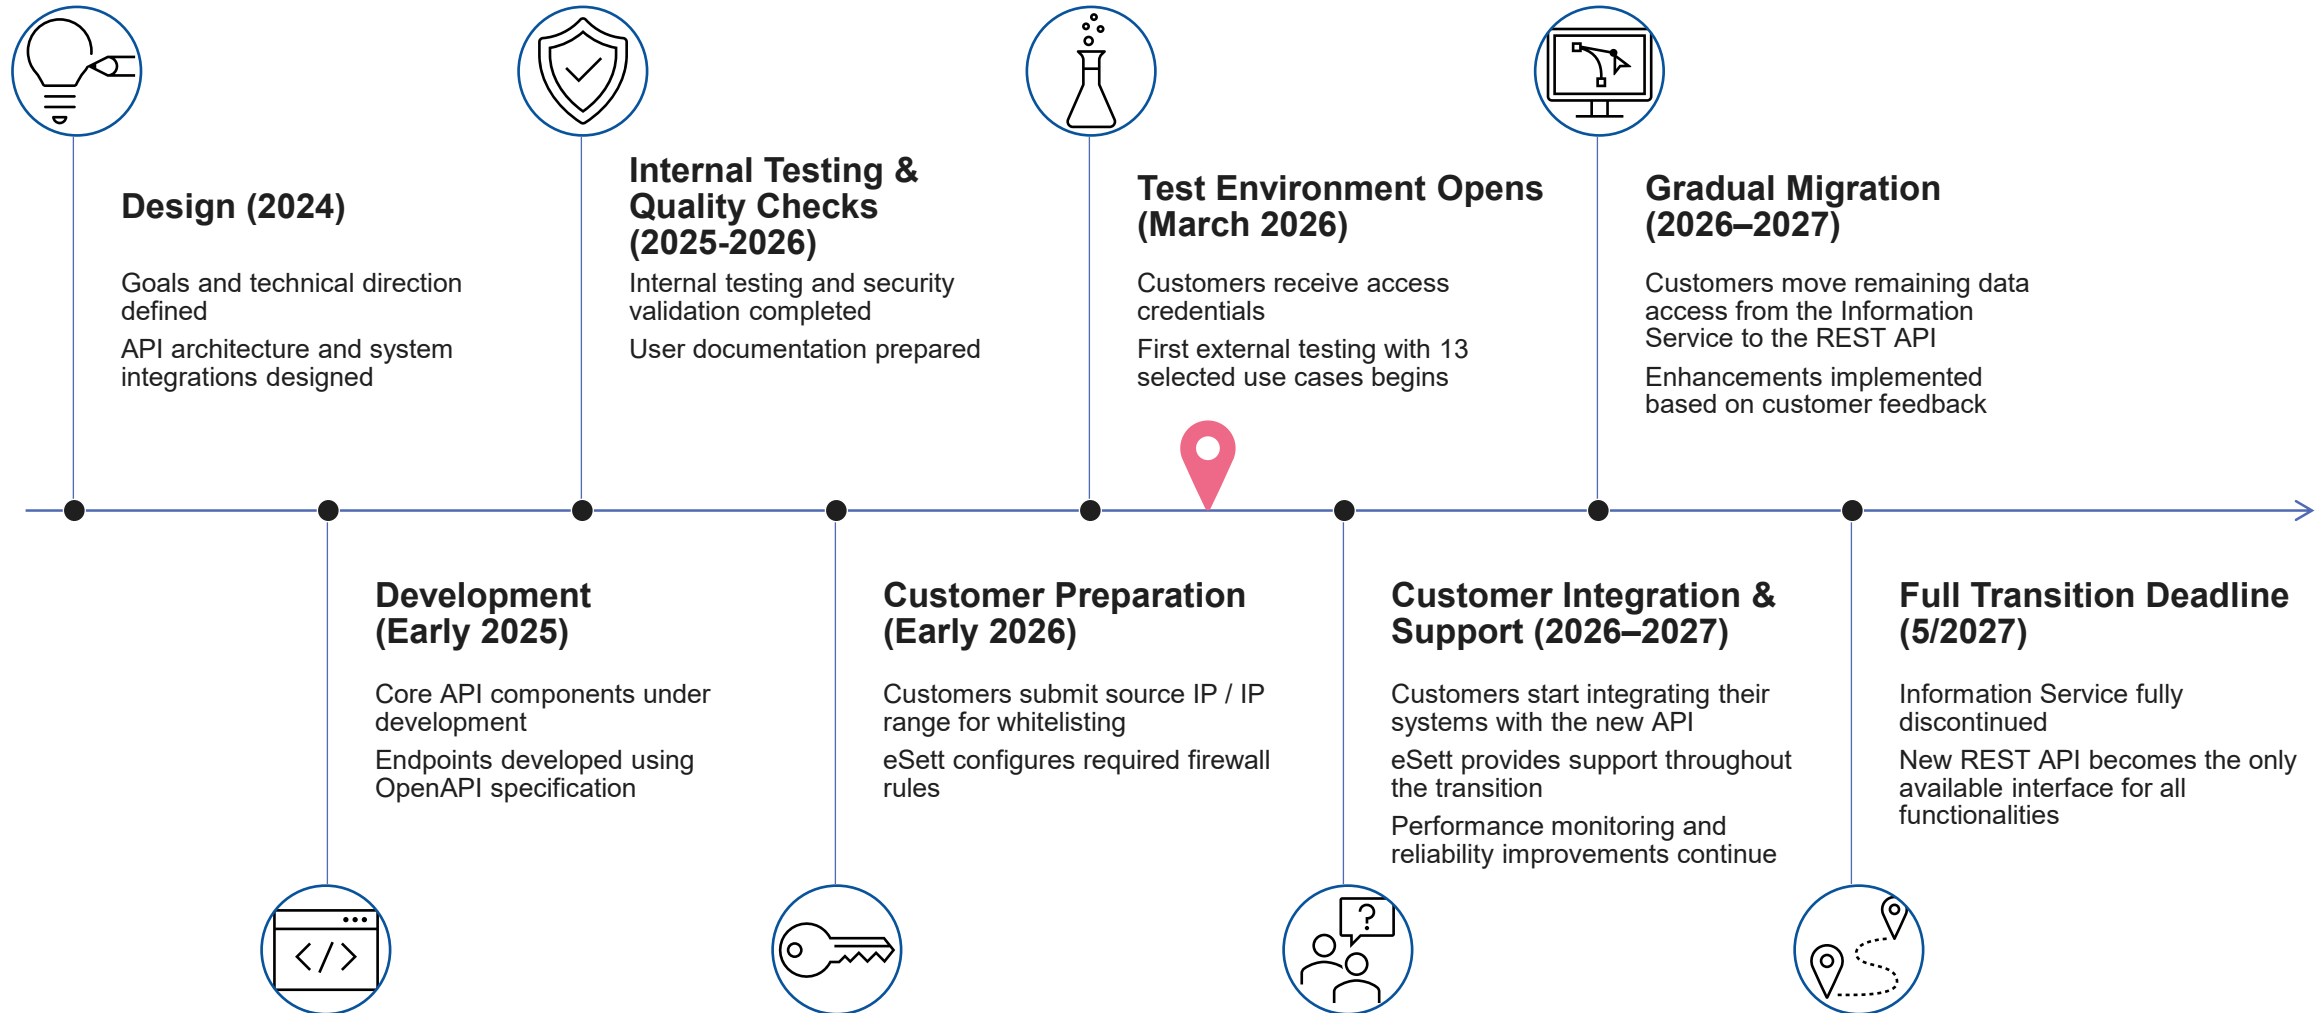 Design (2024)
Goals and technical direction
defined
API architecture and system
integrations designed
Development
(Early 2025)
Core API components under
development
Endpoints developed using
OpenAPI specification
Internal Testing &
Quality Checks
(2025-2026)
Internal testing and security
validation completed
User documentation prepared
Customer Preparation
(Early 2026)
Customers submit source IP / IP
range for whitelisting
eSett configures required firewall
rules
Test Environment Opens
(March 2026)
Customers receive access
credentials
First external testing with 13
selected use cases begins
Customer Integration &
Support (2026–2027)
Customers start integrating their
systems with the new API
eSett provides support throughout
the transition
Performance monitoring and
reliability improvements continue
Gradual Migration
(2026–2027)
Customers move remaining data
access from the Information
Service to the REST API
Enhancements implemented
based on customer feedback
Full Transition Deadline
(5/2027)
Information Service fully
discontinued
New REST API becomes the only
available interface for all
functionalities